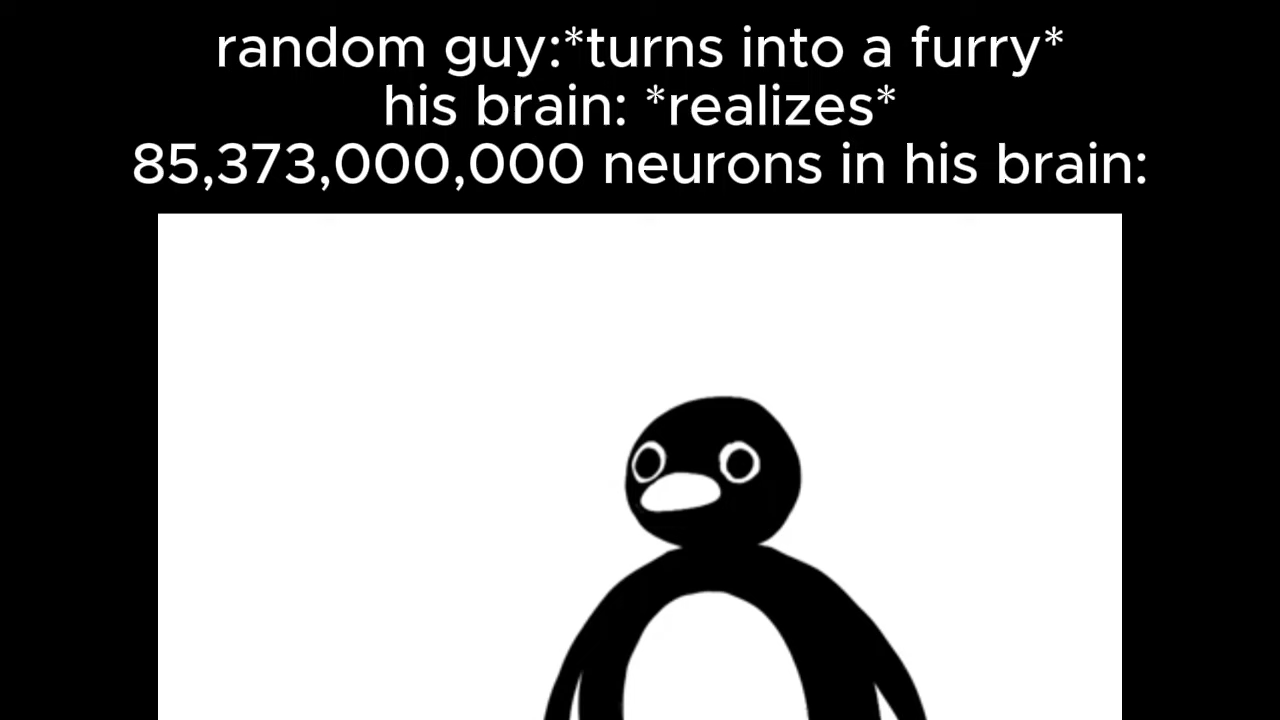 random guy:*turns into a furry*
his brain: *realizes*
85,373,000,000 neurons in his brain: